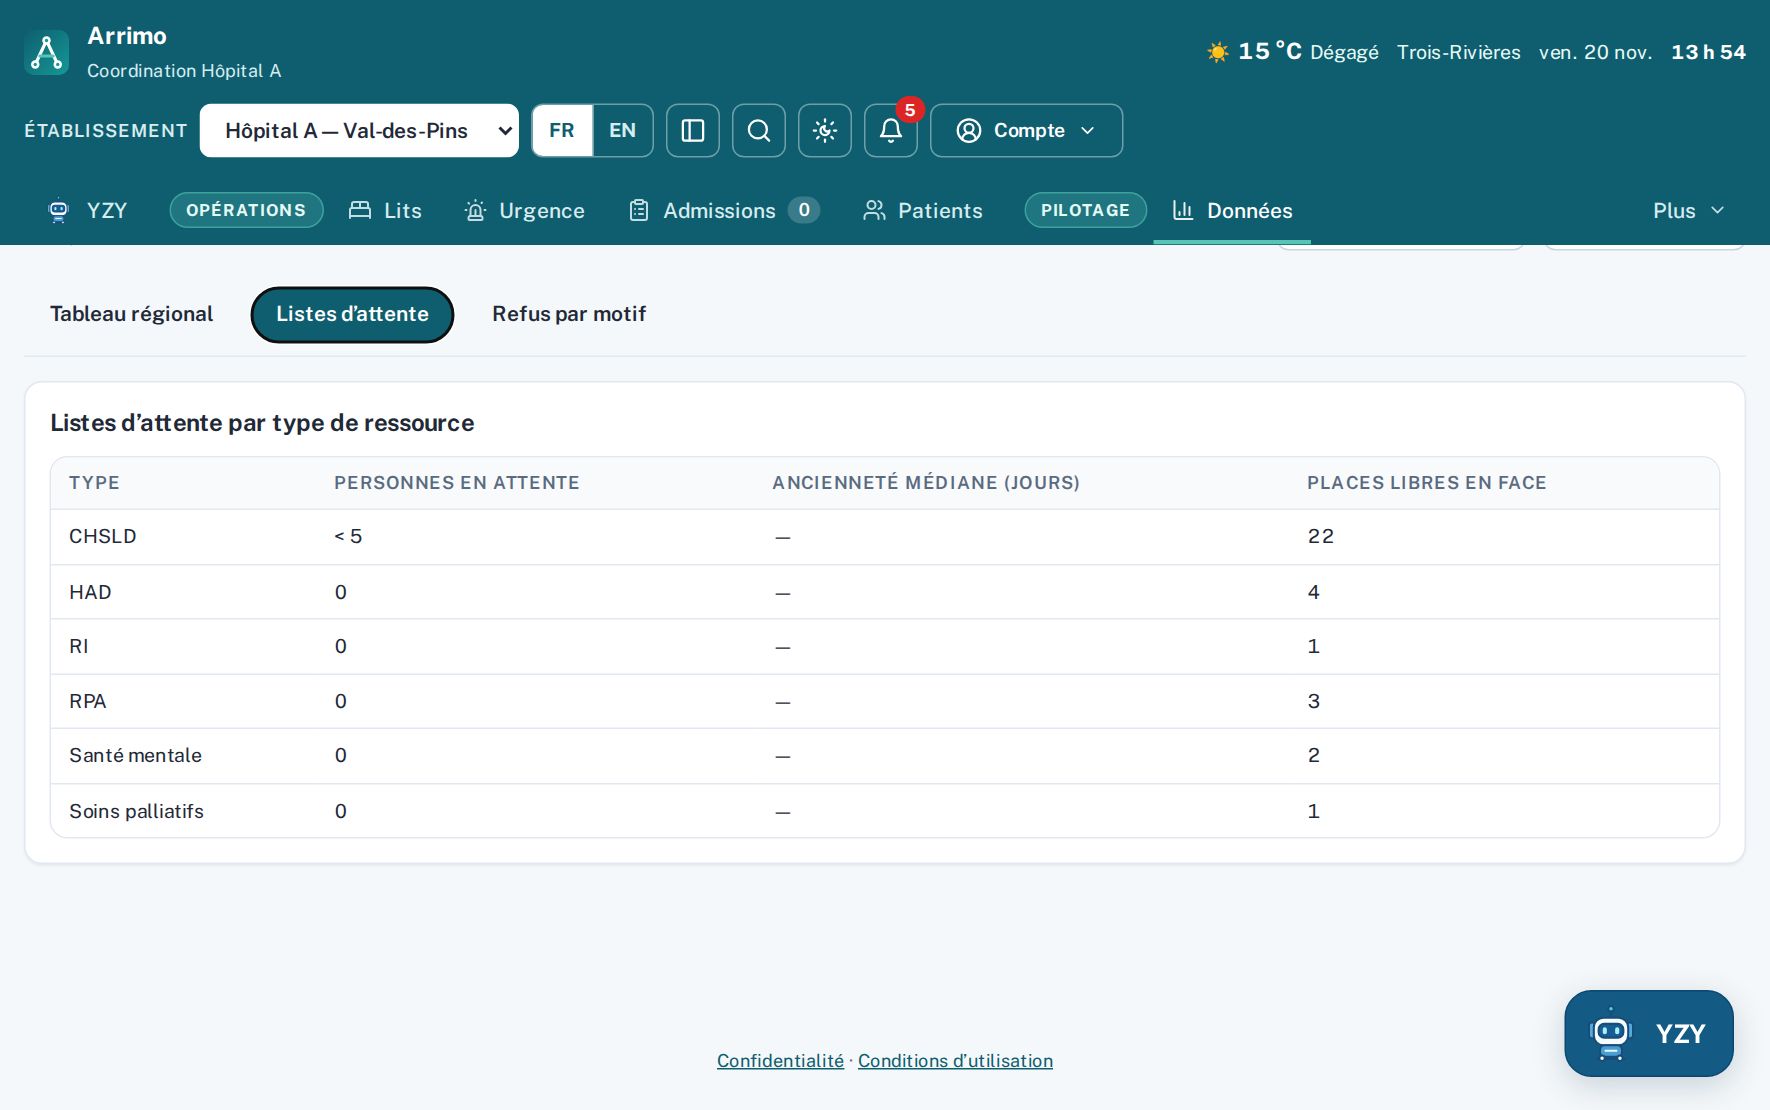 Arrimo
Coordination Hôpital A
☀️ 15 °C Dégagé Trois-Rivières ven. 20 nov. 13 h 54
ÉTABLISSEMENT Hôpital A — Val-des-Pins FR EN 5 Compte
YZY OPÉRATIONS Lits Urgence Admissions 0 Patients PILOTAGE Données Plus
Tableau régional Listes d’attente Refus par motif
Listes d’attente par type de ressource
TYPE PERSONNES EN ATTENTE ANCIENNETÉ MÉDIANE (JOURS) PLACES LIBRES EN FACE
CHSLD < 5 — 22
HAD 0 — 4
RI 0 — 1
RPA 0 — 3
Santé mentale 0 — 2
Soins palliatifs 0 — 1
YZY
Confidentialité · Conditions d’utilisation